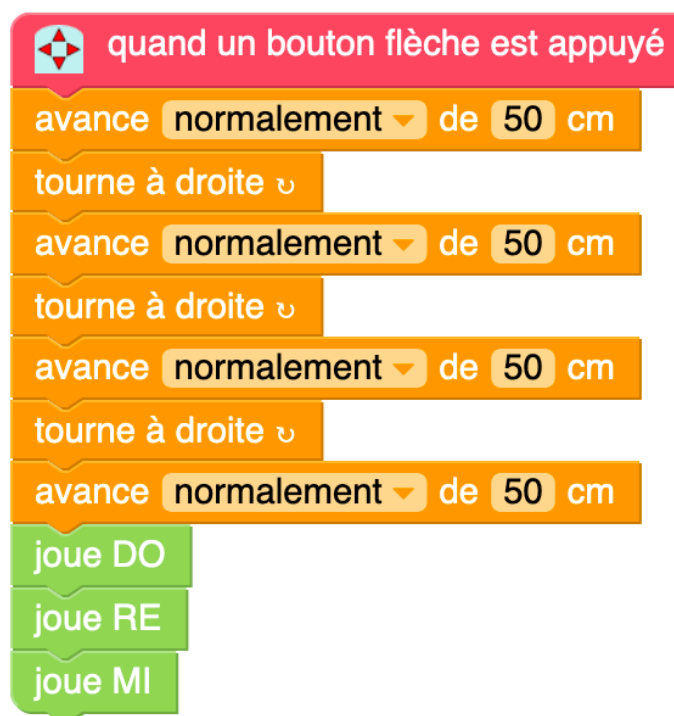 quand un bouton flèche est appuyé
avance normalement de 50 cm
tourne à droite ↻
avance normalement de 50 cm
tourne à droite ↻
avance normalement de 50 cm
tourne à droite ↻
avance normalement de 50 cm
joue DO
joue RE
joue MI